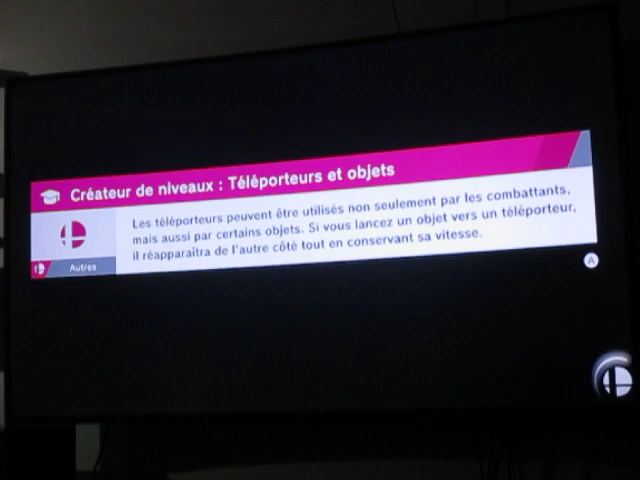 Créateur de niveaux : Téléporteurs et objets
Les téléporteurs peuvent être utilisés non seulement par les combattants,
mais aussi par certains objets. Si vous lancez un objet vers un téléporteur,
il réapparaîtra de l'autre côté tout en conservant sa vitesse.
Autres
A